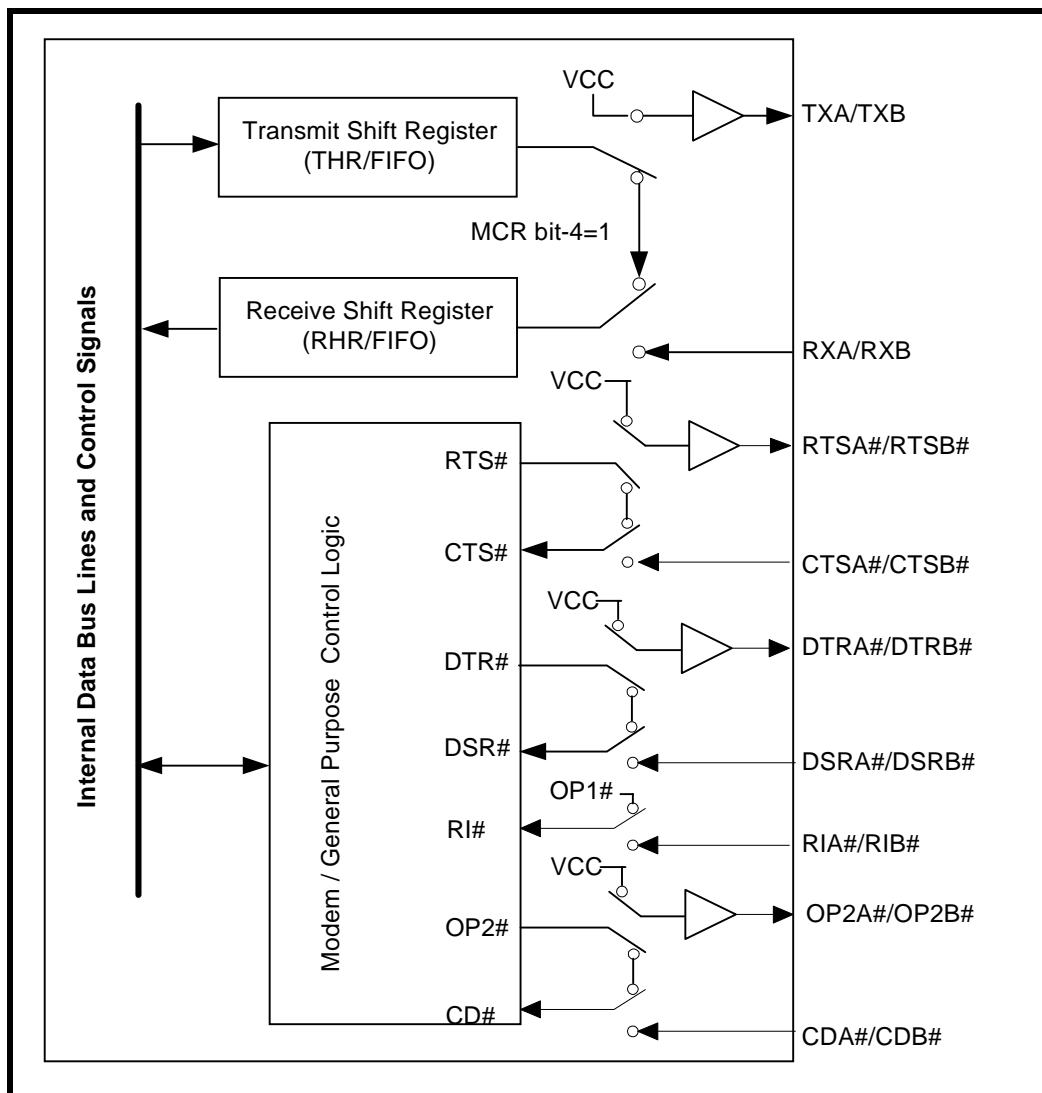 VCC
TXA/TXB
Transmit Shift Register
(THR/FIFO)
MCR bit-4=1
Receive Shift Register
(RHR/FIFO)
RXA/RXB
VCC
RTSA#/RTSB#
RTS#
CTS#
CTSA#/CTSB#
VCC
DTRA#/DTRB#
DTR#
DSR#
DSRA#/DSRB#
OP1#
RI#
RIA#/RIB#
VCC
OP2A#/OP2B#
OP2#
CD#
CDA#/CDB#
Internal Data Bus Lines and Control Signals
Modem / General Purpose Control Logic